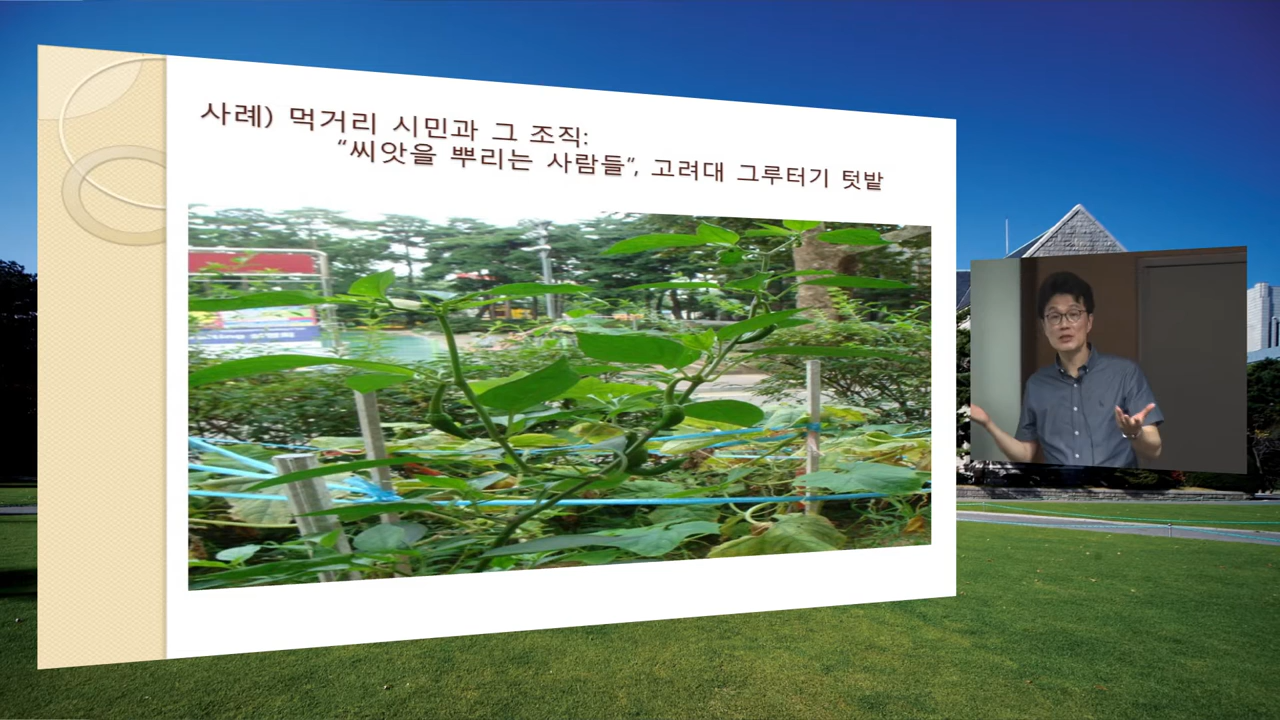 사례) 먹거리 시민과 그 조직:
“씨앗을 뿌리는 사람들”, 고려대 그루터기 텃밭